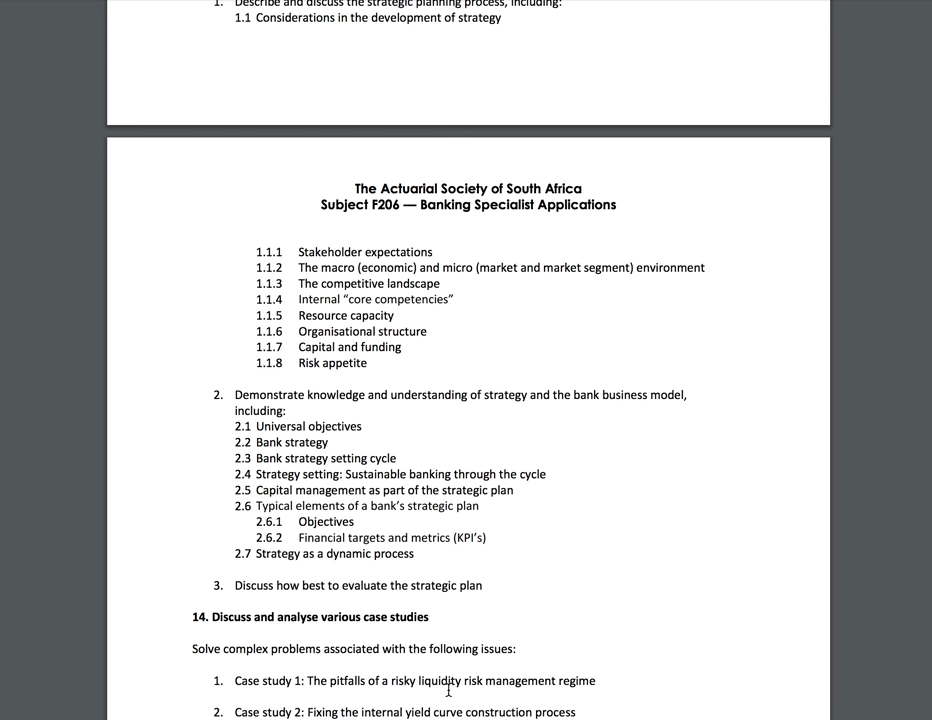 1. Describe and discuss the strategic planning process, including:
1.1 Considerations in the development of strategy
The Actuarial Society of South Africa
Subject F206 — Banking Specialist Applications
1.1.1 Stakeholder expectations
1.1.2 The macro (economic) and micro (market and market segment) environment
1.1.3 The competitive landscape
1.1.4 Internal “core competencies”
1.1.5 Resource capacity
1.1.6 Organisational structure
1.1.7 Capital and funding
1.1.8 Risk appetite
2. Demonstrate knowledge and understanding of strategy and the bank business model,
including:
2.1 Universal objectives
2.2 Bank strategy
2.3 Bank strategy setting cycle
2.4 Strategy setting: Sustainable banking through the cycle
2.5 Capital management as part of the strategic plan
2.6 Typical elements of a bank’s strategic plan
2.6.1 Objectives
2.6.2 Financial targets and metrics (KPI’s)
2.7 Strategy as a dynamic process
3. Discuss how best to evaluate the strategic plan
14. Discuss and analyse various case studies
Solve complex problems associated with the following issues:
1. Case study 1: The pitfalls of a risky liquidity risk management regime
2. Case study 2: Fixing the internal yield curve construction process